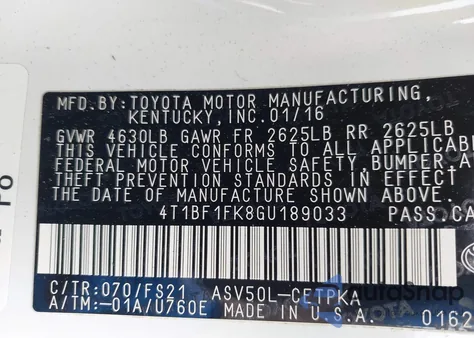 MFD.BY:TOYOTA MOTOR MANUFACTURING,
KENTUCKY,INC.01/16
GVWR 4630LB GAWR FR 2625LB RR 2625LB
THIS VEHICLE CONFORMS TO ALL APPLICABLE
FEDERAL MOTOR VEHICLE SAFETY, BUMPER
THEFT PREVENTION STANDARDS IN EFFECT
THE DATE OF MANUFACTURE SHOWN ABOVE.
4T1BF1FK8GU189033 PASS.CA
C/TR:070/FS21 ASV50L-CETPKA
A/TM:-01A/U760E MADE IN U.S.A. 0162
AutoSnap